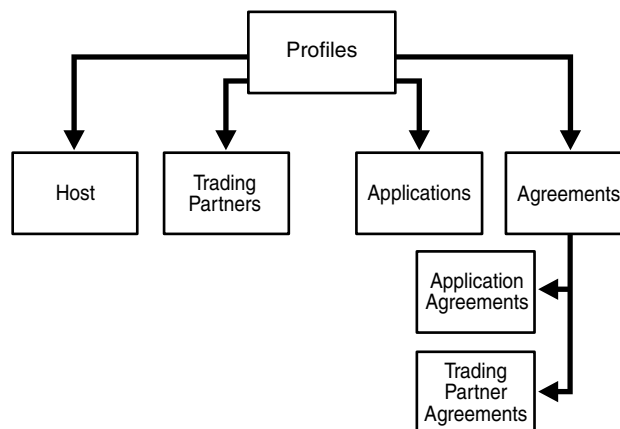 Profiles
Host
Trading
Partners
Applications
Agreements
Application
Agreements
Trading
Partner
Agreements